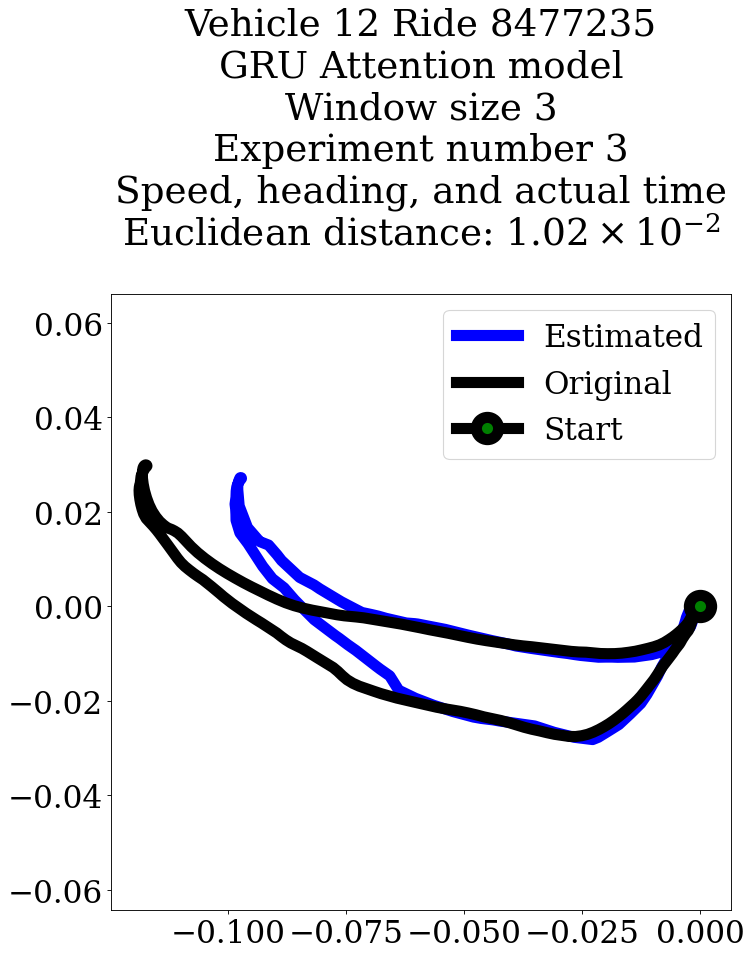 Vehicle 12 Ride 8477235
GRU Attention model
Window size 3
Experiment number 3
Speed, heading, and actual time
Euclidean distance: 1.02 × 10⁻²
Estimated
Original
Start
0.06
0.04
0.02
0.00
−0.02
−0.04
−0.06
−0.100 −0.075 −0.050 −0.025 0.000